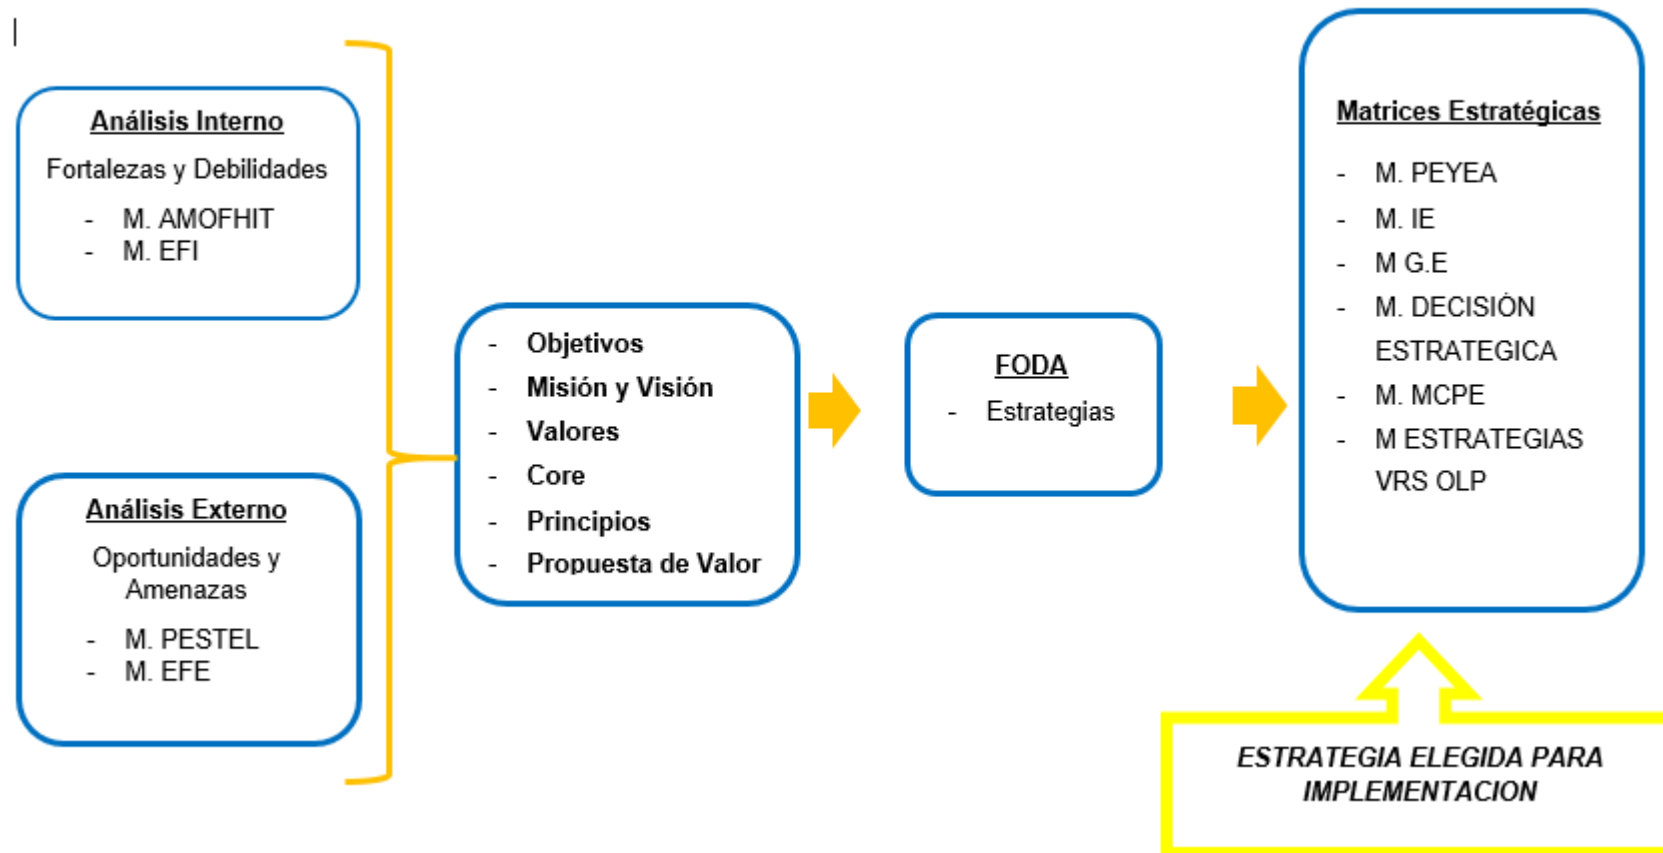 Análisis Interno
Fortalezas y Debilidades
- M. AMOFHIT
- M. EFI
Análisis Externo
Oportunidades y
Amenazas
- M. PESTEL
- M. EFE
- Objetivos
- Misión y Visión
- Valores
- Core
- Principios
- Propuesta de Valor
FODA
- Estrategias
Matrices Estratégicas
- M. PEYEA
- M. IE
- M G.E
- M. DECISIÓN
ESTRATEGICA
- M. MCPE
- M ESTRATEGIAS
VRS OLP
ESTRATEGIA ELEGIDA PARA
IMPLEMENTACION